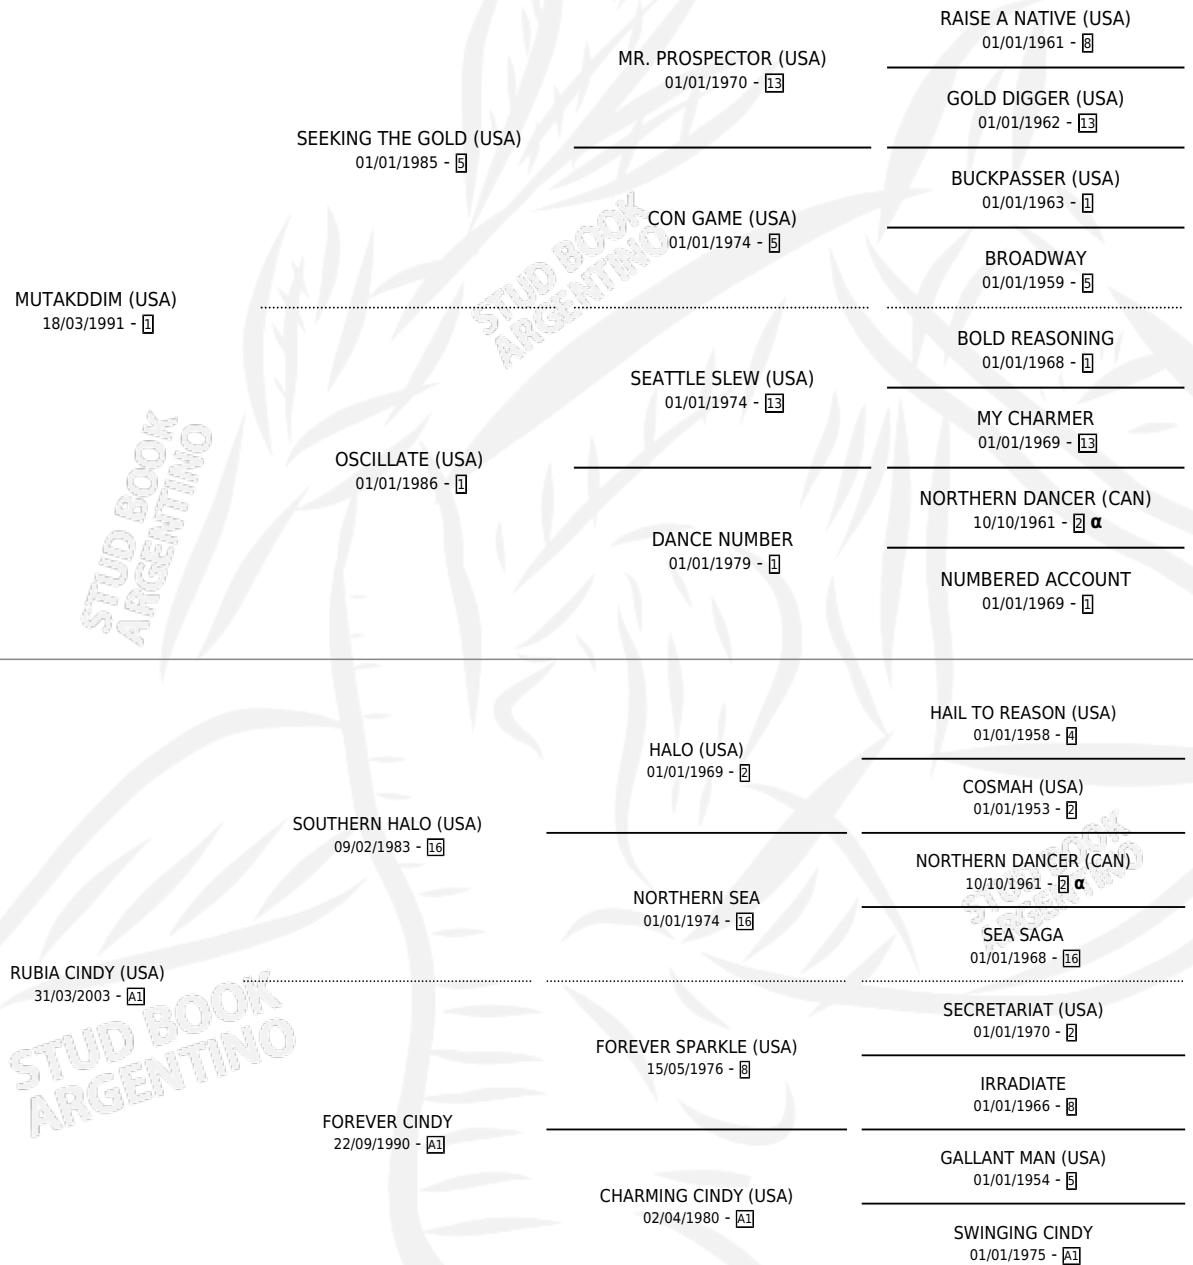 RAISE A NATIVE (USA)
01/01/1961 - 8
MR. PROSPECTOR (USA)
01/01/1970 - 13
GOLD DIGGER (USA)
01/01/1962 - 13
SEEKING THE GOLD (USA)
01/01/1985 - 5
BUCKPASSER (USA)
01/01/1963 - 1
CON GAME (USA)
01/01/1974 - 5
BROADWAY
01/01/1959 - 5
STUD BOOK
ARGENTINO
MUTAKDDIM (USA)
18/03/1991 - 1
BOLD REASONING
01/01/1968 - 1
SEATTLE SLEW (USA)
01/01/1974 - 13
MY CHARMER
01/01/1969 - 13
OSCILLATE (USA)
01/01/1986 - 1
NORTHERN DANCER (CAN)
10/10/1961 - 2 α
DANCE NUMBER
01/01/1979 - 1
NUMBERED ACCOUNT
01/01/1969 - 1
STUD BOOK
ARGENTINO
HAIL TO REASON (USA)
01/01/1958 - 4
HALO (USA)
01/01/1969 - 2
COSMAH (USA)
01/01/1953 - 2
SOUTHERN HALO (USA)
09/02/1983 - 16
NORTHERN DANCER (CAN)
10/10/1961 - 2 α
STUD BOOK
ARGENTINO
NORTHERN SEA
01/01/1974 - 16
SEA SAGA
01/01/1968 - 16
RUBIA CINDY (USA)
31/03/2003 - A1
STUD BOOK
ARGENTINO
SECRETARIAT (USA)
01/01/1970 - 2
FOREVER SPARKLE (USA)
15/05/1976 - 8
IRRADIATE
01/01/1966 - 8
FOREVER CINDY
22/09/1990 - A1
GALLANT MAN (USA)
01/01/1954 - 5
CHARMING CINDY (USA)
02/04/1980 - A1
SWINGING CINDY
01/01/1975 - A1